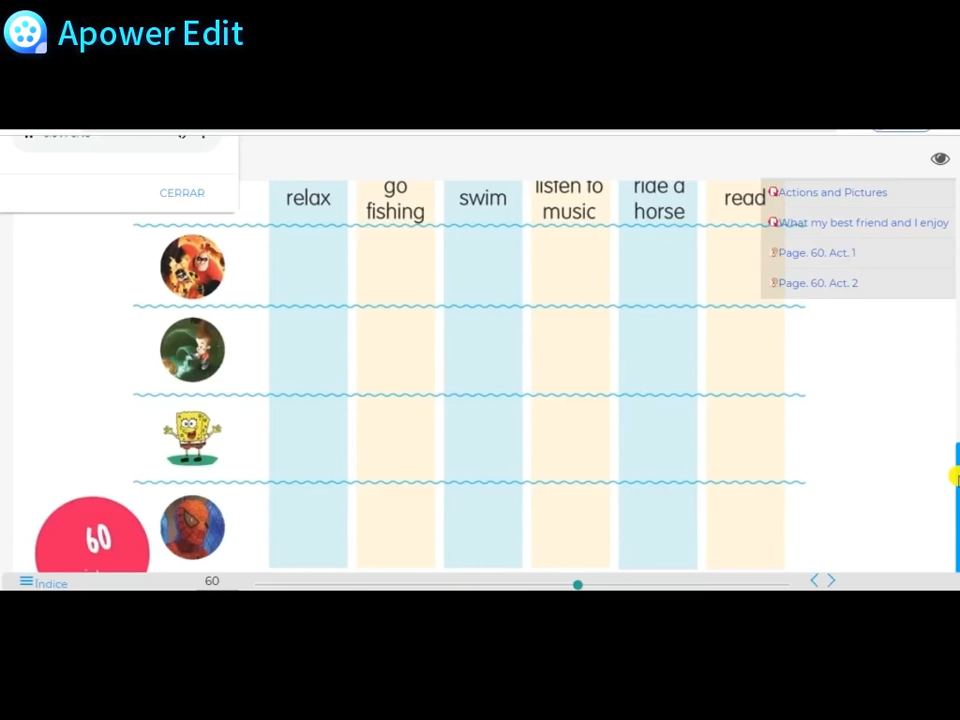 Apower Edit
CERRAR
relax
go
fishing
swim
listen to
music
ride a
horse
read
Actions and Pictures
What my best friend and I enjoy
Page. 60. Act. 1
Page. 60. Act. 2
60
Índice
60